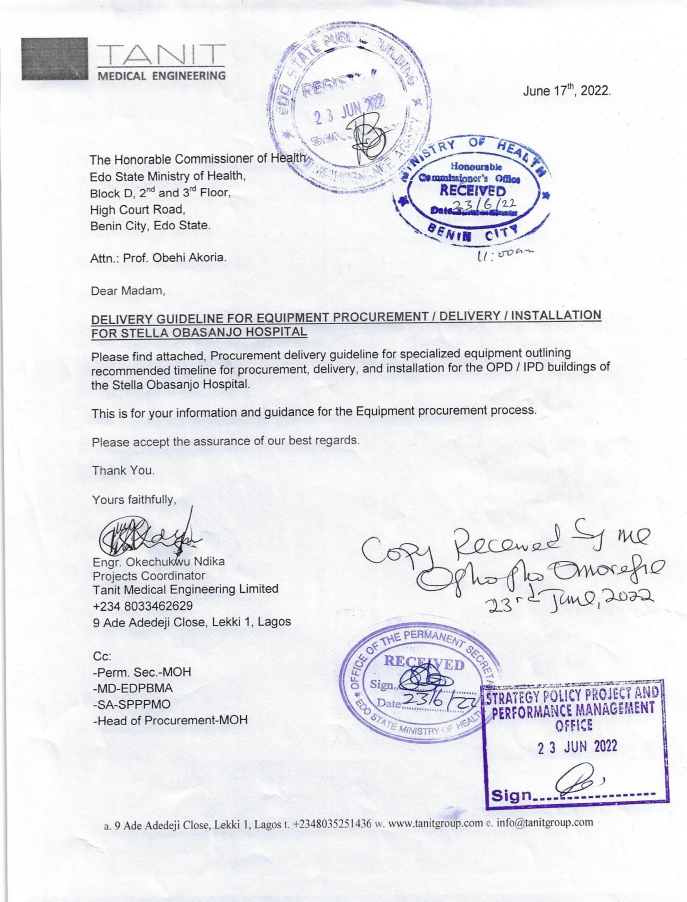 TANIT
MEDICAL ENGINEERING
EDO STATE PUBLIC BUILDING
REGISTRY
23 JUN 2022
June 17th, 2022.
The Honorable Commissioner of Health
Edo State Ministry of Health,
Block D, 2nd and 3rd Floor,
High Court Road,
Benin City, Edo State.
MINISTRY OF HEALTH
Honourable
Commissioner's Office
RECEIVED
Date 23/6/22
BENIN CITY
11:00am
Attn.: Prof. Obehi Akoria.
Dear Madam,
DELIVERY GUIDELINE FOR EQUIPMENT PROCUREMENT / DELIVERY / INSTALLATION
FOR STELLA OBASANJO HOSPITAL
Please find attached, Procurement delivery guideline for specialized equipment outlining
recommended timeline for procurement, delivery, and installation for the OPD / IPD buildings of
the Stella Obasanjo Hospital.
This is for your information and guidance for the Equipment procurement process.
Please accept the assurance of our best regards.
Thank You.
Yours faithfully,
Engr. Okechukwu Ndika
Projects Coordinator
Tanit Medical Engineering Limited
+234 8033462629
9 Ade Adedeji Close, Lekki 1, Lagos
Copy Received by me
Omoregie
23rd June, 2022
Cc:
-Perm. Sec.-MOH
-MD-EDPBMA
-SA-SPPPMO
-Head of Procurement-MOH
OFFICE OF THE PERMANENT SECRETA
RECEIVED
Sign.
Date 23/6/22
EDO STATE MINISTRY OF HEALT
STRATEGY POLICY PROJECT AND
PERFORMANCE MANAGEMENT
OFFICE
23 JUN 2022
Sign
a. 9 Ade Adedeji Close, Lekki 1, Lagos t. +2348035251436 w. www.tanitgroup.com e. info@tanitgroup.com